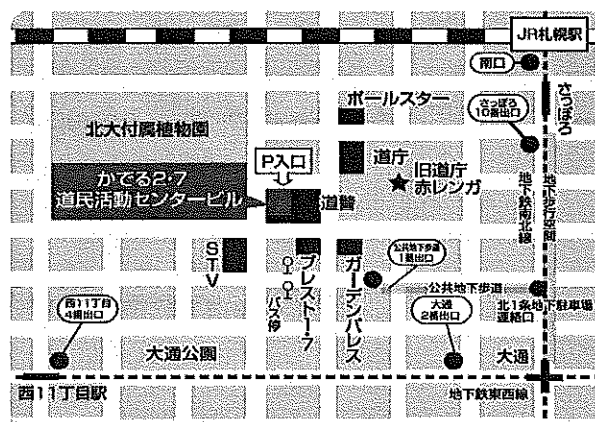 JR札幌駅
南口
さっぽろ
ポールスター
さっぽろ
10番出口
北大付属植物園
P入口
道庁
旧道庁
赤レンガ
かでる2・7
道民活動センタービル
道警
地下鉄南北線
地下歩行空間
STV
バス停
プレスト1・7
ガーデンパレス
公共地下歩道
1番出口
公共地下歩道
北1条地下駐車場
連絡口
西11丁目
4番出口
大通
2番出口
大通公園
大通
西11丁目駅
地下鉄東西線